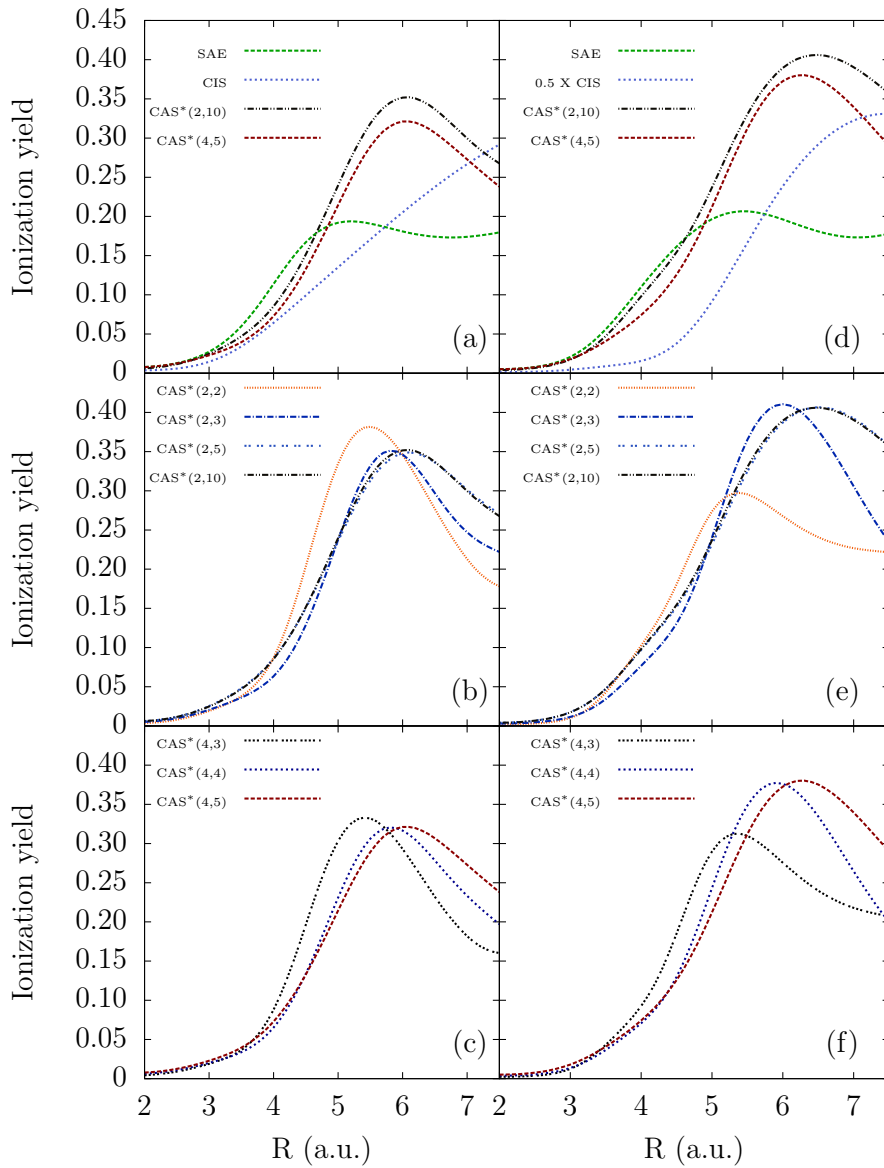 Ionization yield
0.45
0.40
0.35
0.30
0.25
0.20
0.15
0.10
0.05
0
SAE
CIS
CAS*(2,10)
CAS*(4,5)
(a)
SAE
0.5 X CIS
CAS*(2,10)
CAS*(4,5)
(d)
Ionization yield
0.40
0.35
0.30
0.25
0.20
0.15
0.10
0.05
0
CAS*(2,2)
CAS*(2,3)
CAS*(2,5)
CAS*(2,10)
(b)
CAS*(2,2)
CAS*(2,3)
CAS*(2,5)
CAS*(2,10)
(e)
Ionization yield
0.40
0.35
0.30
0.25
0.20
0.15
0.10
0.05
0
CAS*(4,3)
CAS*(4,4)
CAS*(4,5)
(c)
CAS*(4,3)
CAS*(4,4)
CAS*(4,5)
(f)
2 3 4 5 6 7 2 3 4 5 6 7
R (a.u.) R (a.u.)